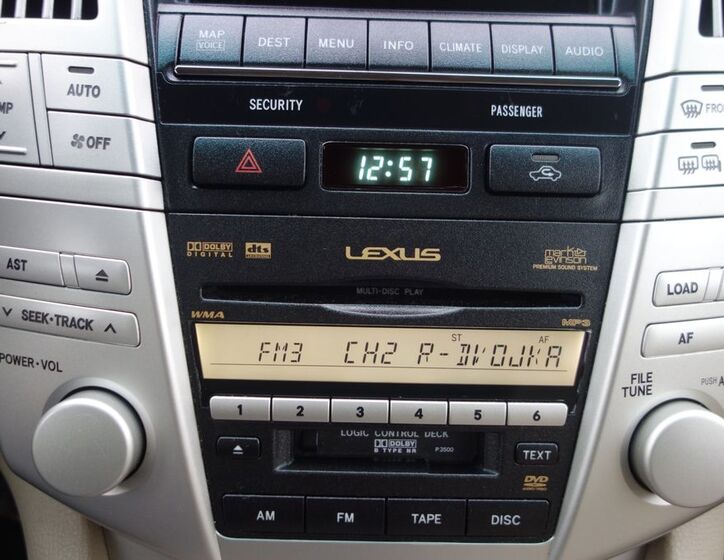 MAP VOICE DEST MENU INFO CLIMATE DISPLAY AUDIO
SECURITY PASSENGER
AUTO
OFF
12:57
DOLBY DIGITAL dts LEXUS mark levinson PREMIUM SOUND SYSTEM
MULTI-DISC PLAY
AST LOAD
WMA MP3
SEEK•TRACK AF
ST AF
FM3 CH2 R-DVOJKA
POWER•VOL FILE TUNE PUSH
1 2 3 4 5 6
LOGIC CONTROL DECK
DOLBY B TYPE NR P3500 TEXT
DVD
AM FM TAPE DISC